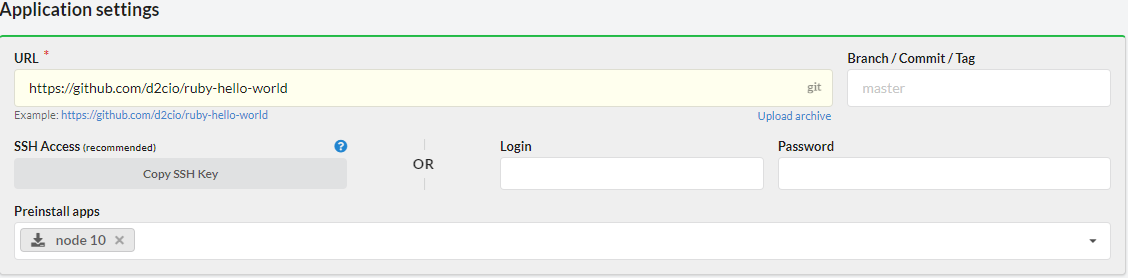 Application settings
URL *
Branch / Commit / Tag
https://github.com/d2cio/ruby-hello-world
git
master
Example: https://github.com/d2cio/ruby-hello-world
Upload archive
SSH Access (recommended)
?
OR
Login
Password
Copy SSH Key
Preinstall apps
node 10 ×